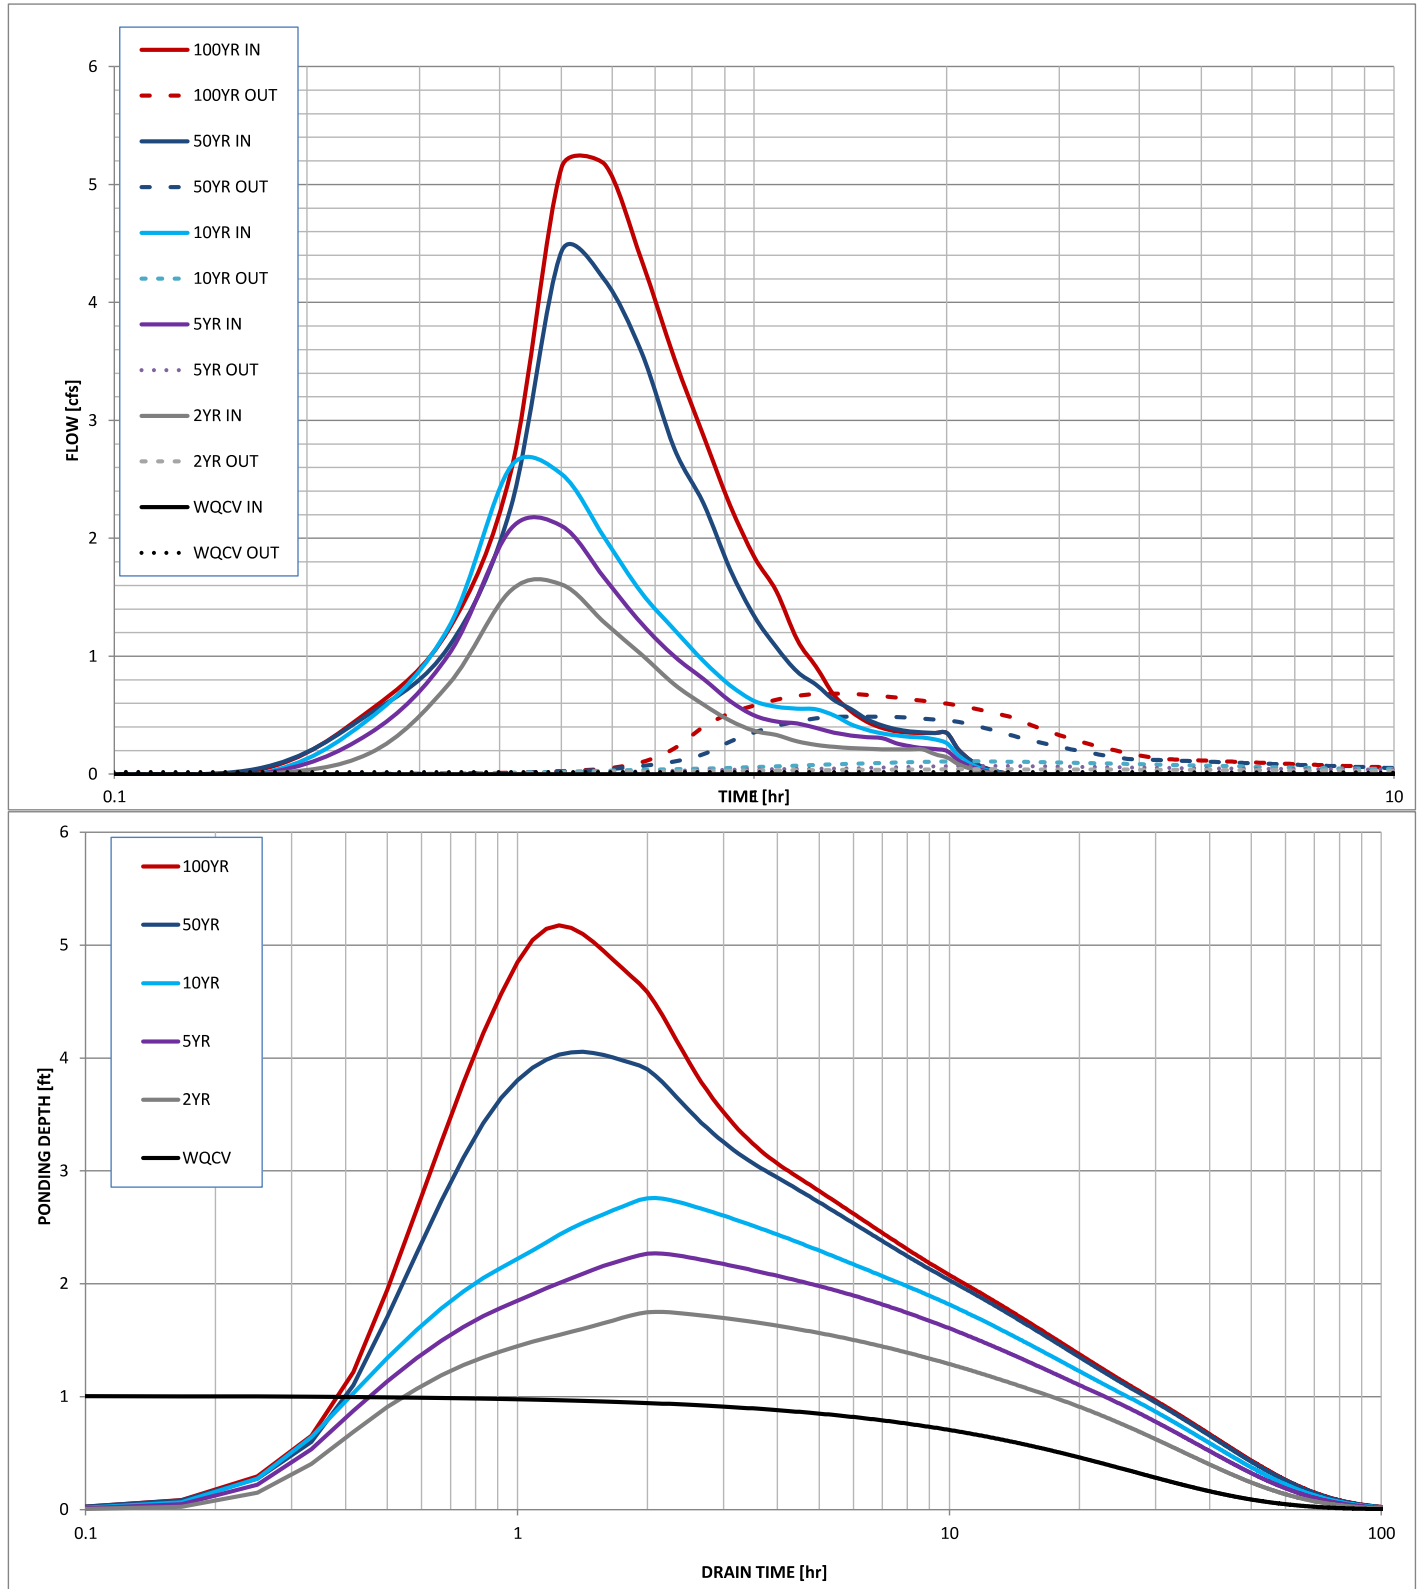 100YR IN
100YR OUT
50YR IN
50YR OUT
10YR IN
10YR OUT
5YR IN
5YR OUT
2YR IN
2YR OUT
WQCV IN
WQCV OUT
FLOW [cfs]
6
5
4
3
2
1
0
0.1
1
10
TIME [hr]
100YR
50YR
10YR
5YR
2YR
WQCV
PONDING DEPTH [ft]
6
5
4
3
2
1
0
0.1
1
10
100
DRAIN TIME [hr]